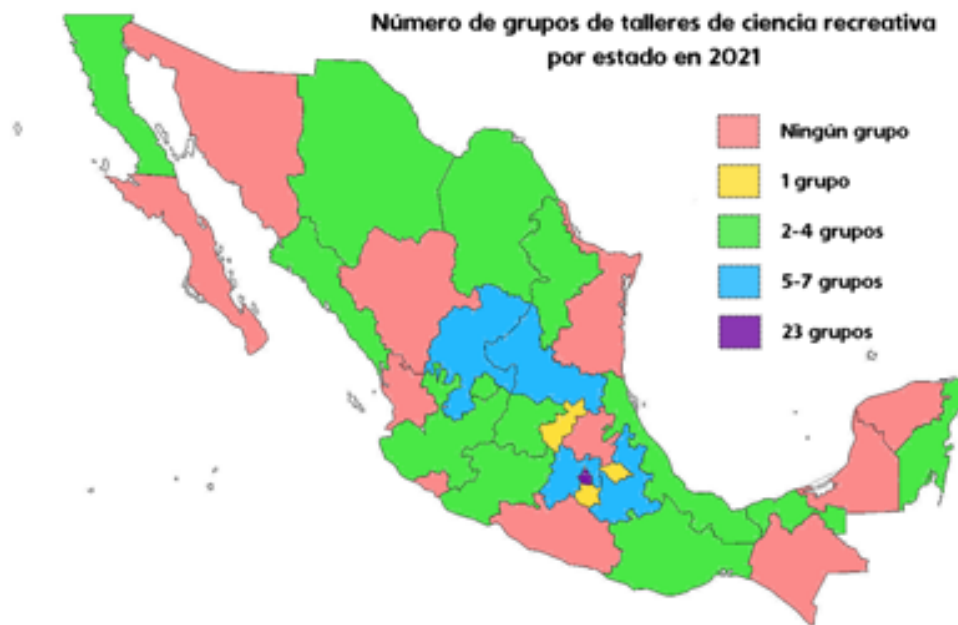 Número de grupos de talleres de ciencia recreativa
por estado en 2021
Ningún grupo
1 grupo
2-4 grupos
5-7 grupos
23 grupos